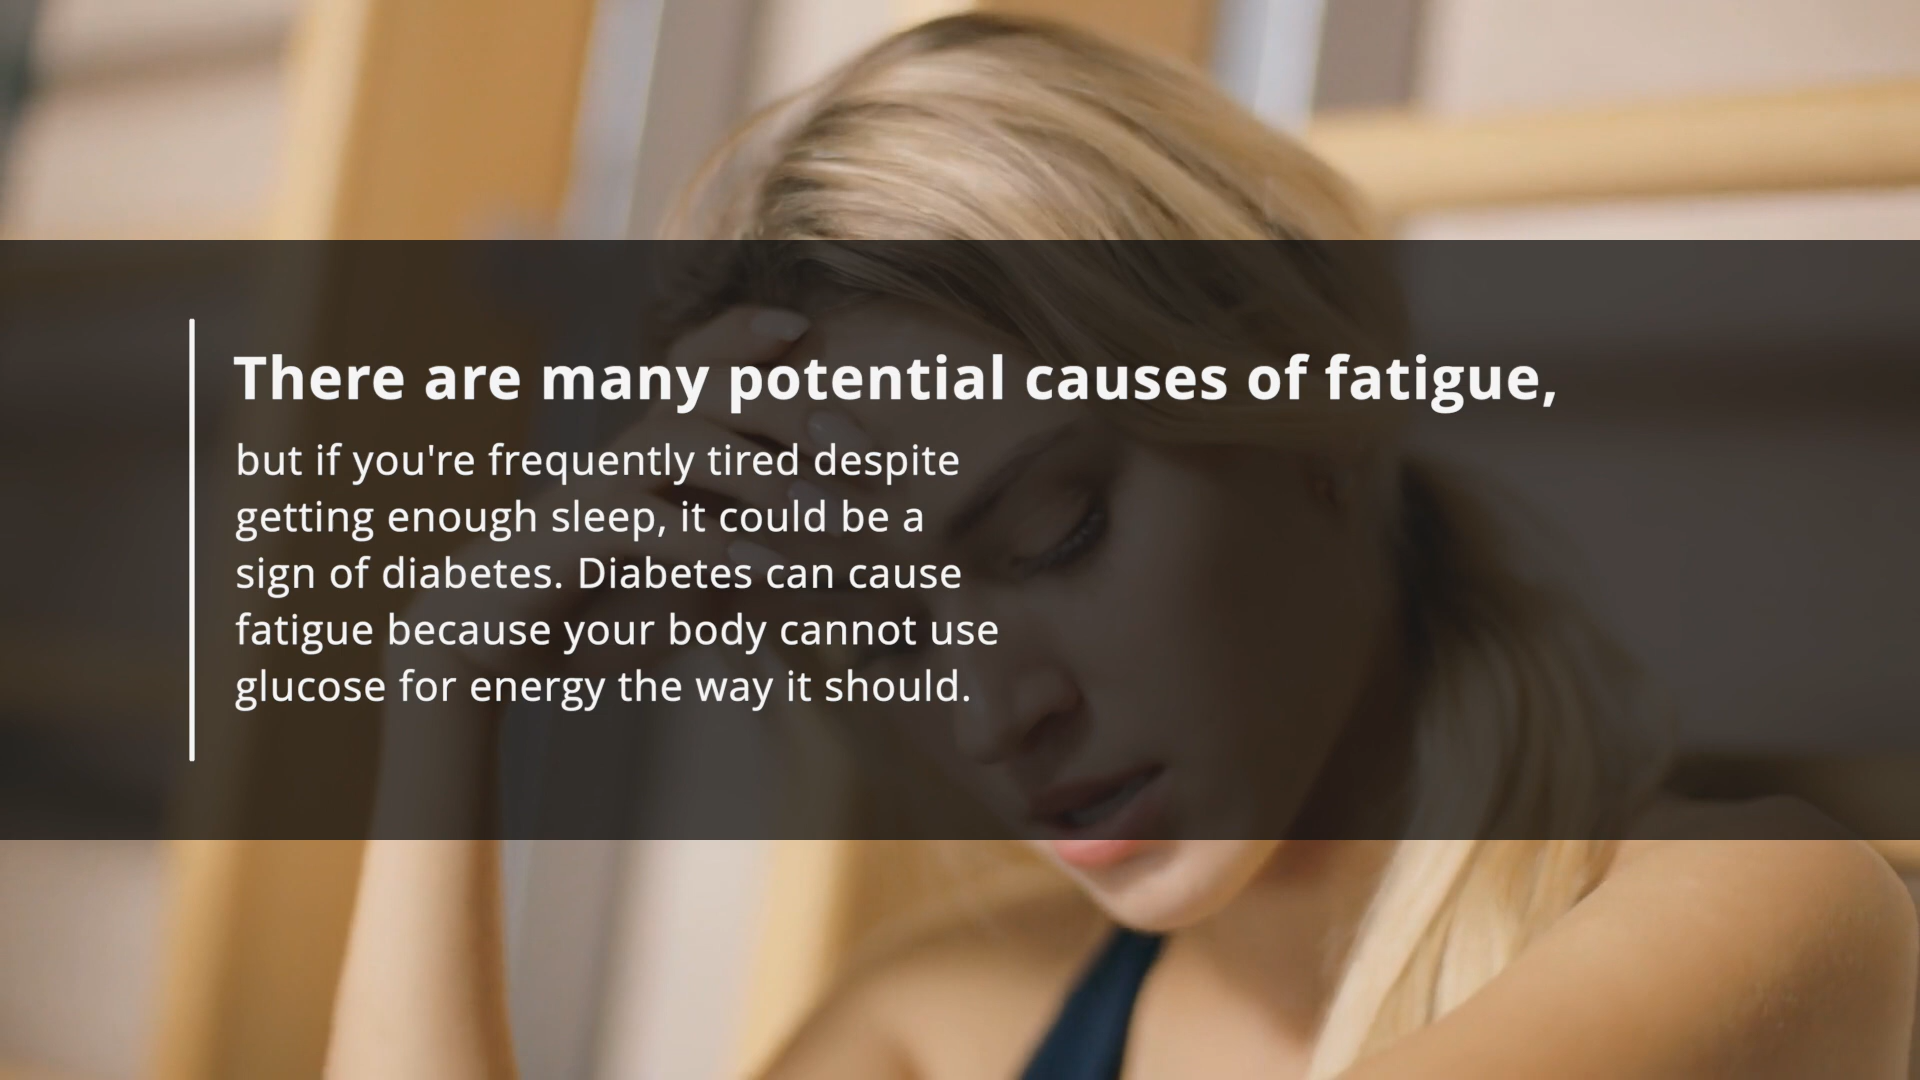 There are many potential causes of fatigue,
but if you're frequently tired despite
getting enough sleep, it could be a
sign of diabetes. Diabetes can cause
fatigue because your body cannot use
glucose for energy the way it should.